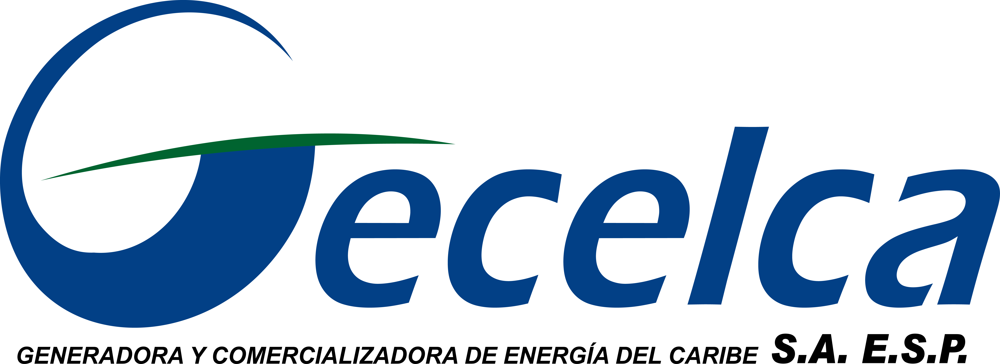 Gecelca
GENERADORA Y COMERCIALIZADORA DE ENERGÍA DEL CARIBE S.A. E.S.P.